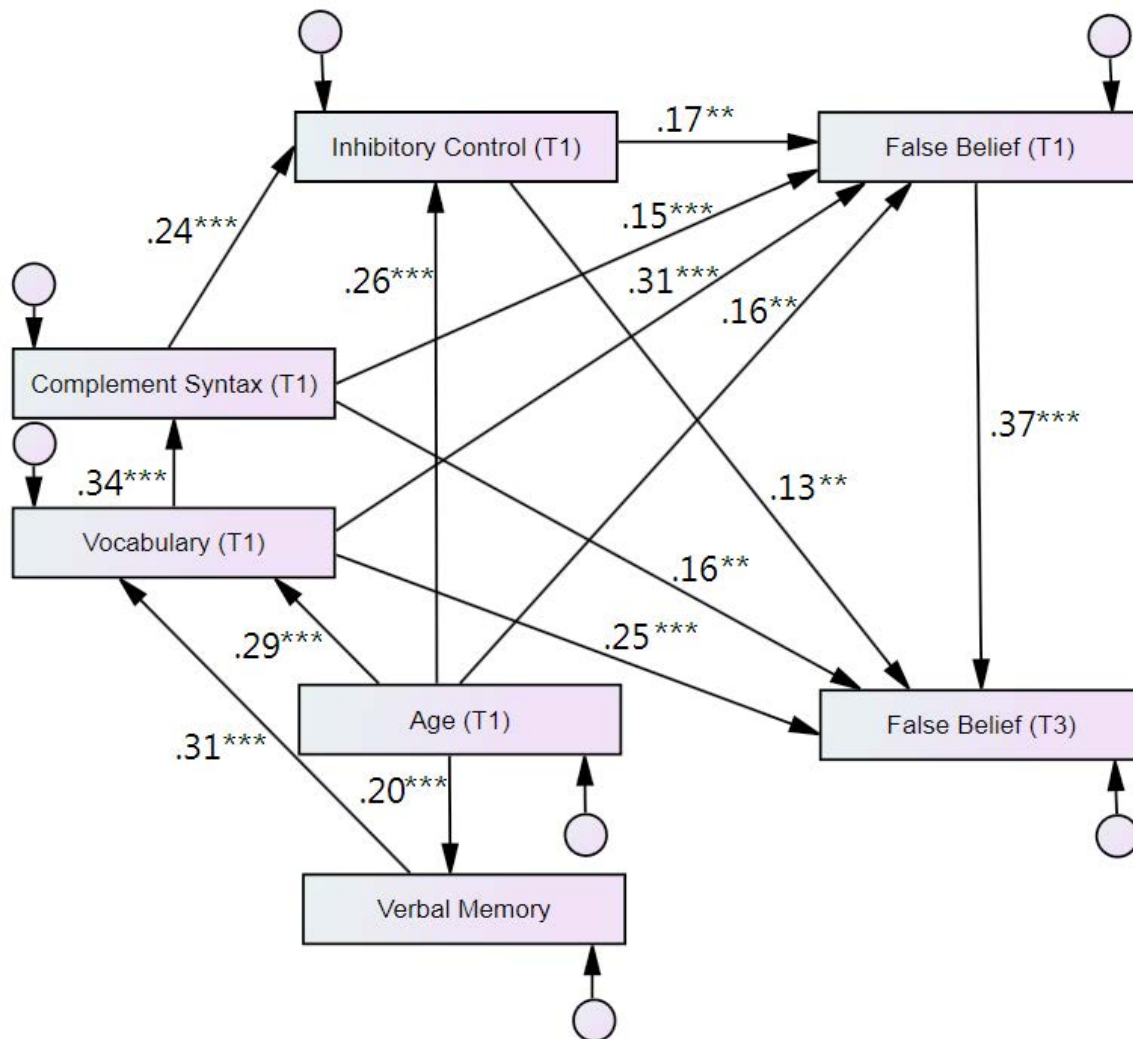 Inhibitory Control (T1)
.17**
False Belief (T1)
.24***
.26***
.15***
.31***
.16**
Complement Syntax (T1)
.34***
.37***
.13**
Vocabulary (T1)
.16**
.25***
.29***
Age (T1)
False Belief (T3)
.31***
.20***
Verbal Memory